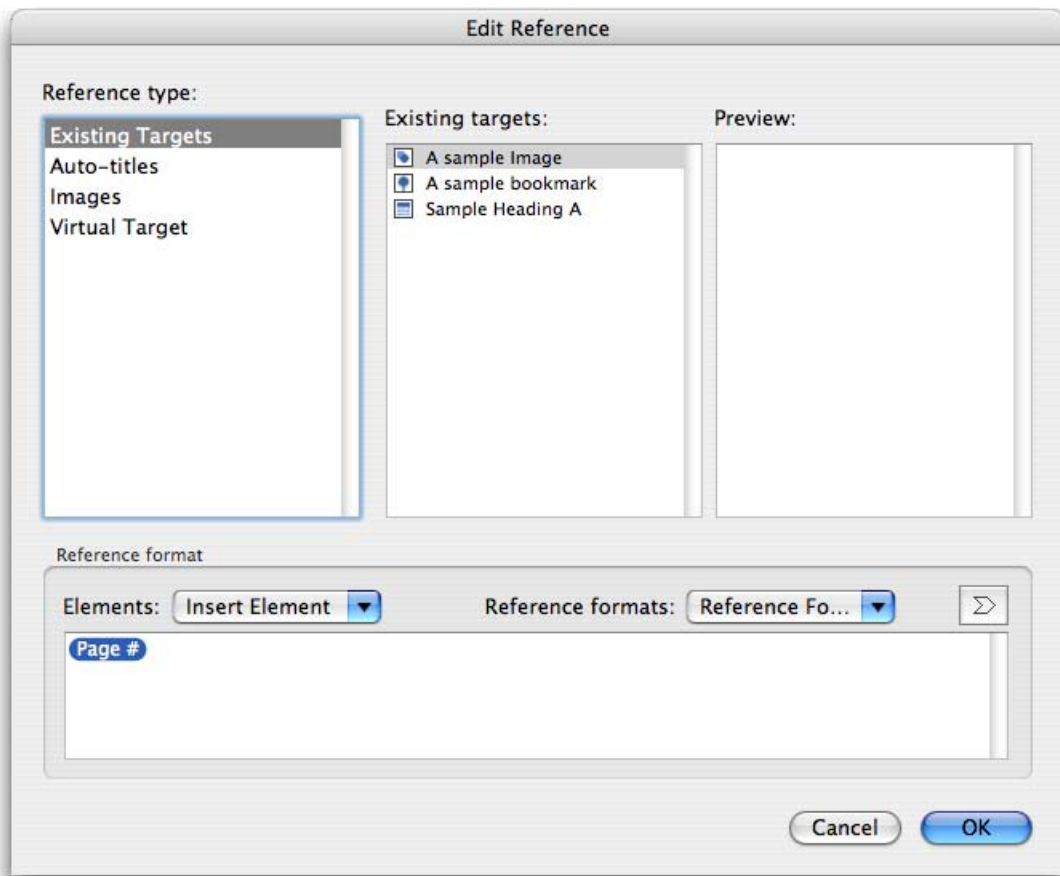 Edit Reference
Reference type:
Existing Targets
Auto-titles
Images
Virtual Target
Existing targets:
A sample Image
A sample bookmark
Sample Heading A
Preview:
Reference format
Elements: Insert Element Reference formats: Reference Fo...
Page #
Cancel OK